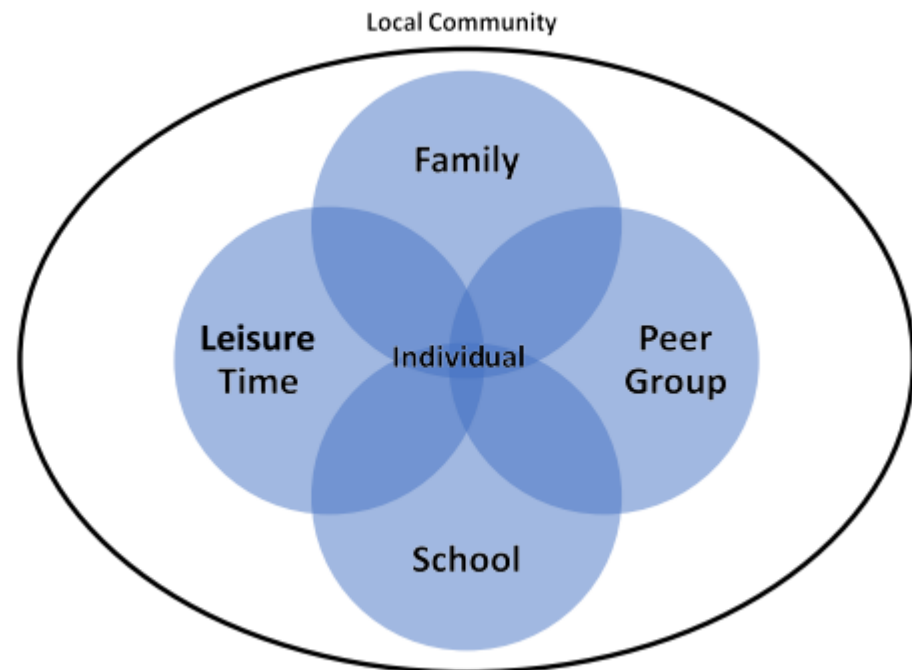 Local Community
Family
Leisure
Time
Individual
Peer
Group
School